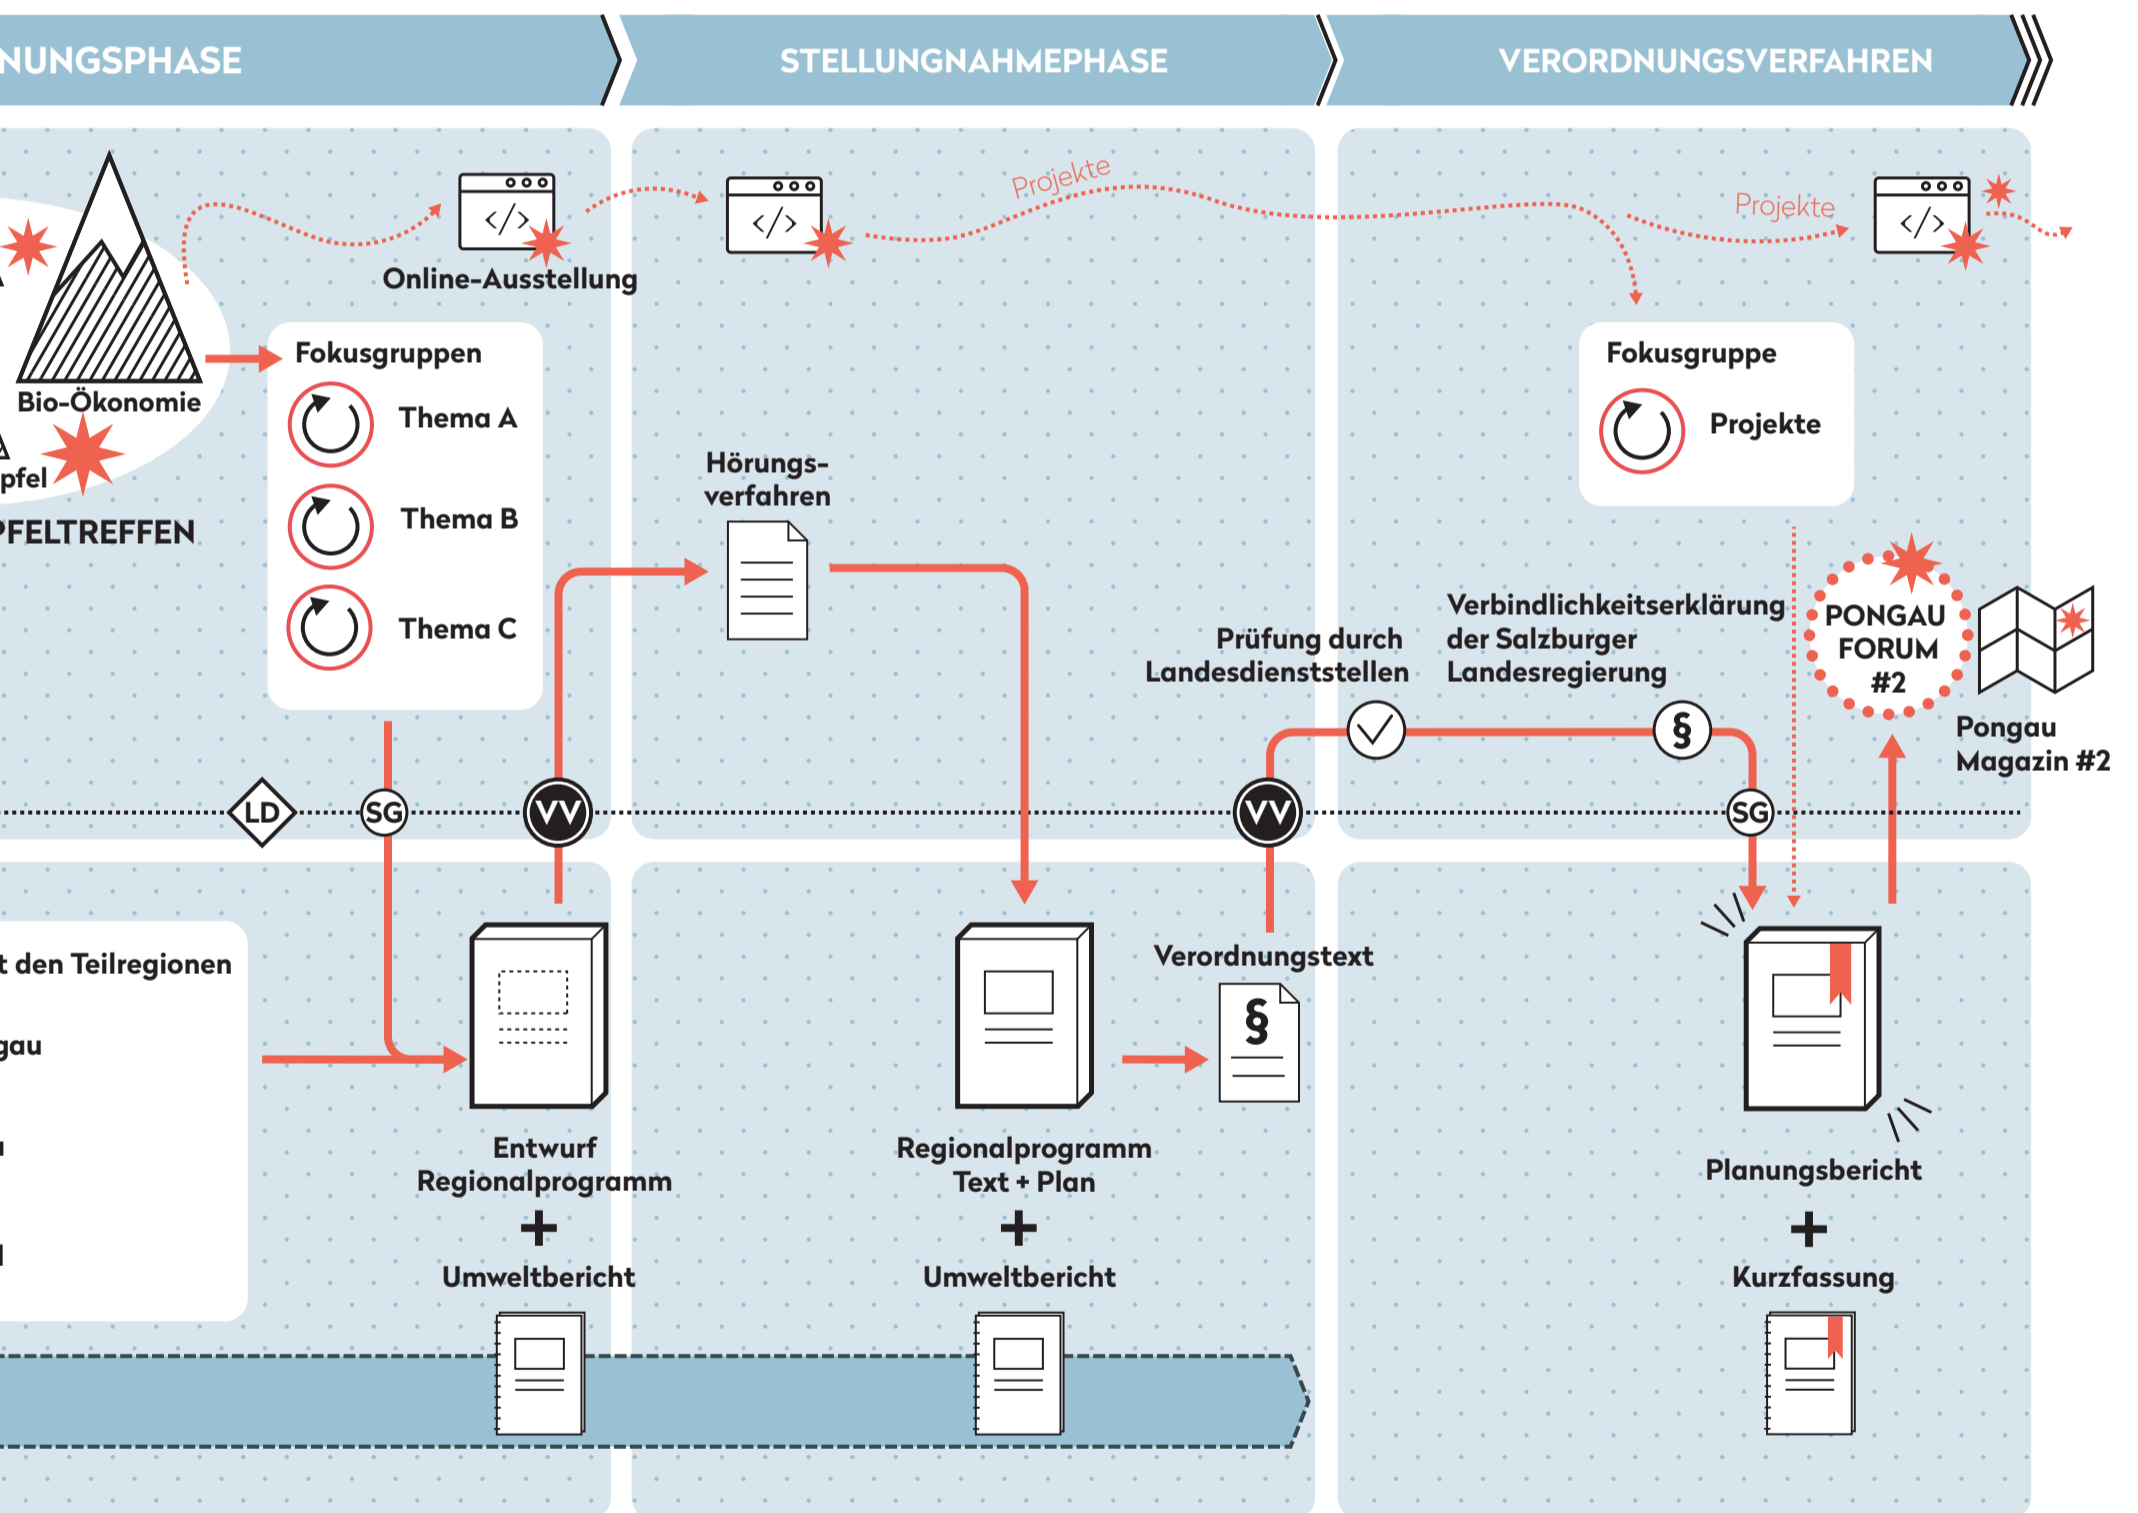 NUNGSPHASE
STELLUNGNAHMEPHASE
VERORDNUNGSVERFAHREN
</>
Online-Ausstellung
</>
Projekte
Projekte
</>
Bio-Ökonomie
pfel
PFELTREFFEN
Fokusgruppen
Thema A
Thema B
Thema C
Hörungs-
verfahren
Fokusgruppe
Projekte
Prüfung durch
Landesdienststellen
Verbindlichkeitserklärung
der Salzburger
Landesregierung
§
PONGAU
FORUM
#2
Pongau
Magazin #2
LD
SG
VV
VV
SG
t den Teilregionen
gau
Entwurf
Regionalprogramm
+
Umweltbericht
Regionalprogramm
Text + Plan
+
Umweltbericht
Verordnungstext
§
Planungsbericht
+
Kurzfassung